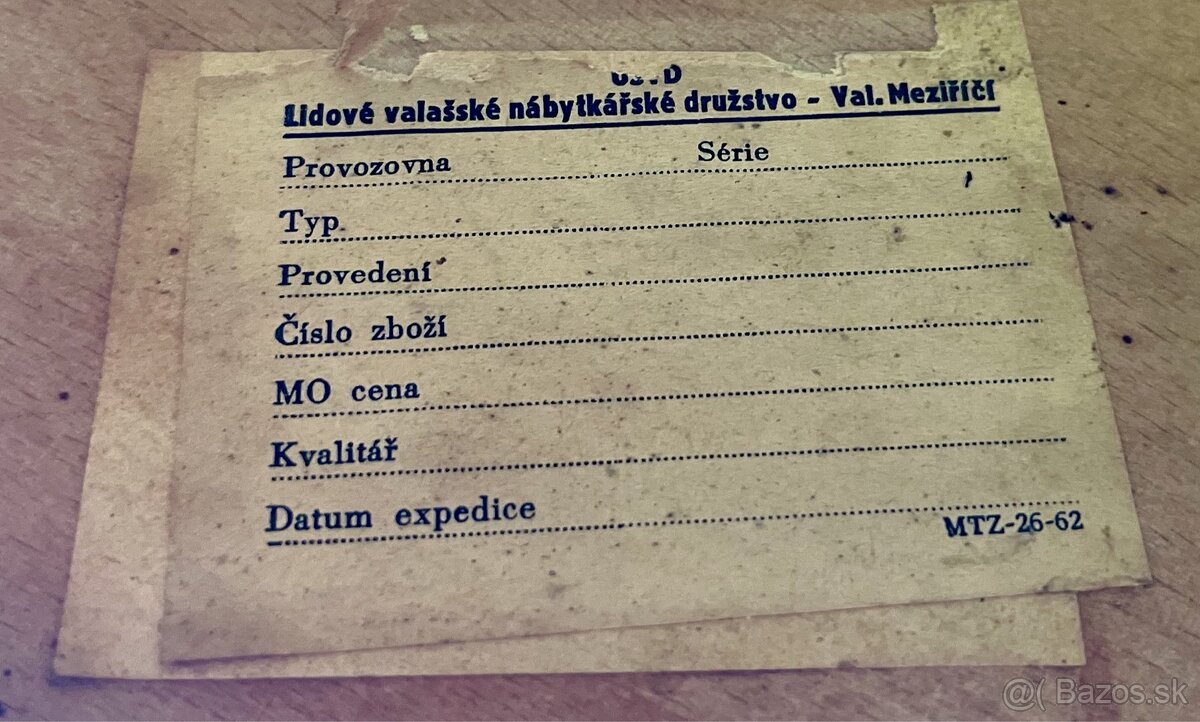 Lidové valašské nábytkářské družstvo - Val. Meziříčí
Provozovna Série
Typ
Provedení
Číslo zboží
MO cena
Kvalitář
Datum expedice
MTZ-26-62
@( Bazos.sk